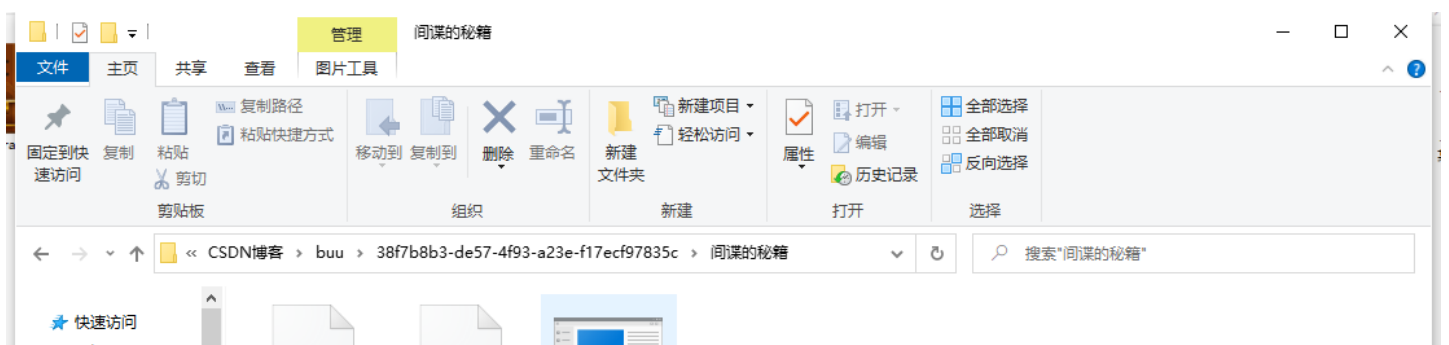 管理 间谍的秘籍
文件 主页 共享 查看 图片工具
固定到快速访问
复制
粘贴
复制路径
粘贴快捷方式
剪切
移动到 复制到 删除 重命名
新建文件夹
新建项目
轻松访问
属性
打开
编辑
历史记录
全部选择
全部取消
反向选择
剪贴板 组织 新建 打开 选择
« CSDN博客 › buu › 38f7b8b3-de57-4f93-a23e-f17ecf97835c › 间谍的秘籍
搜索"间谍的秘籍"
快速访问